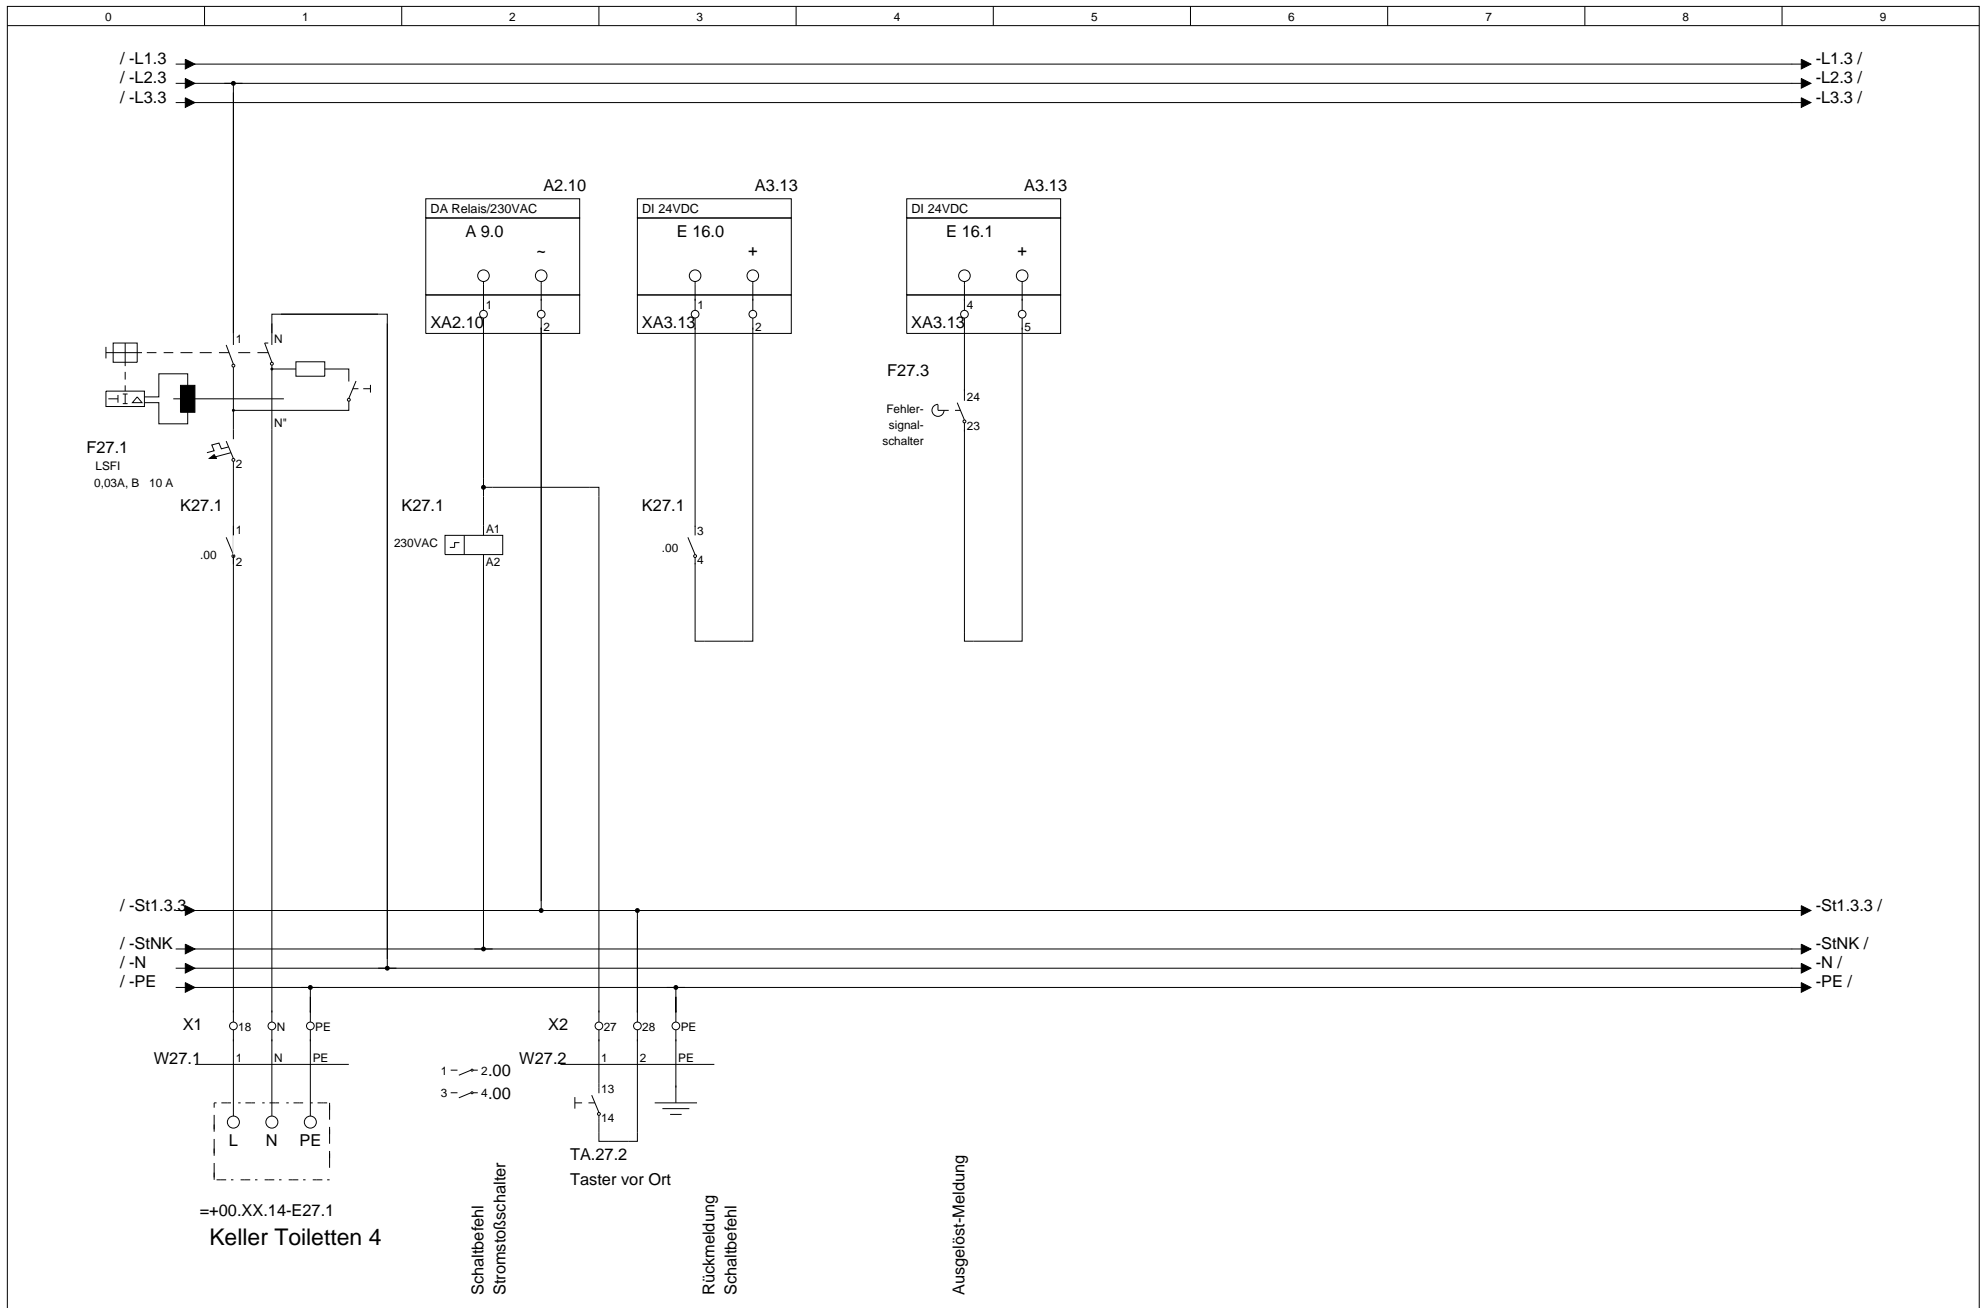 0 1 2 3 4 5 6 7 8 9
/ -L1.3 -L1.3 /
/ -L2.3 -L2.3 /
/ -L3.3 -L3.3 /
A2.10 A3.13 A3.13
DA Relais/230VAC DI 24VDC DI 24VDC
A 9.0 E 16.0 E 16.1
~ + +
1 1 4
XA2.10 2 XA3.13 2 XA3.13 5
1 N
F27.3
24
Fehler-
signal-
schalter
23
N"
F27.1
LSFI
0,03A, B 10 A
2
K27.1 K27.1 K27.1
1 A1 3
.00 230VAC .00
2 A2 4
/ -St1.3.3 -St1.3.3 /
/ -StNK -StNK /
/ -N -N /
/ -PE -PE /
X1 18 N PE X2 27 28 PE
W27.1 1 N PE W27.2 1 2 PE
1 2.00
3 4.00
13
14
L N PE
TA.27.2
Taster vor Ort
=+00.XX.14-E27.1
Keller Toiletten 4
Schaltbefehl
Stromstoßschalter
Rückmeldung
Schaltbefehl
Ausgelöst-Meldung